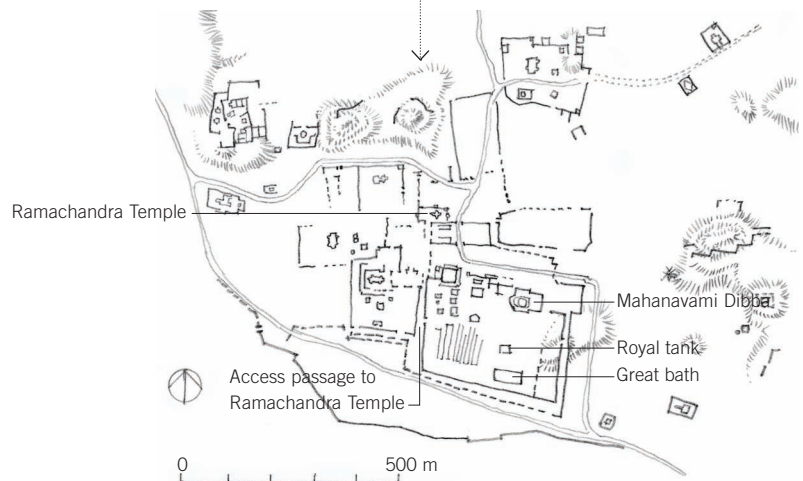 Ramachandra Temple
Mahanavami Dibba
Royal tank
Great bath
Access passage to
Ramachandra Temple
0 500 m